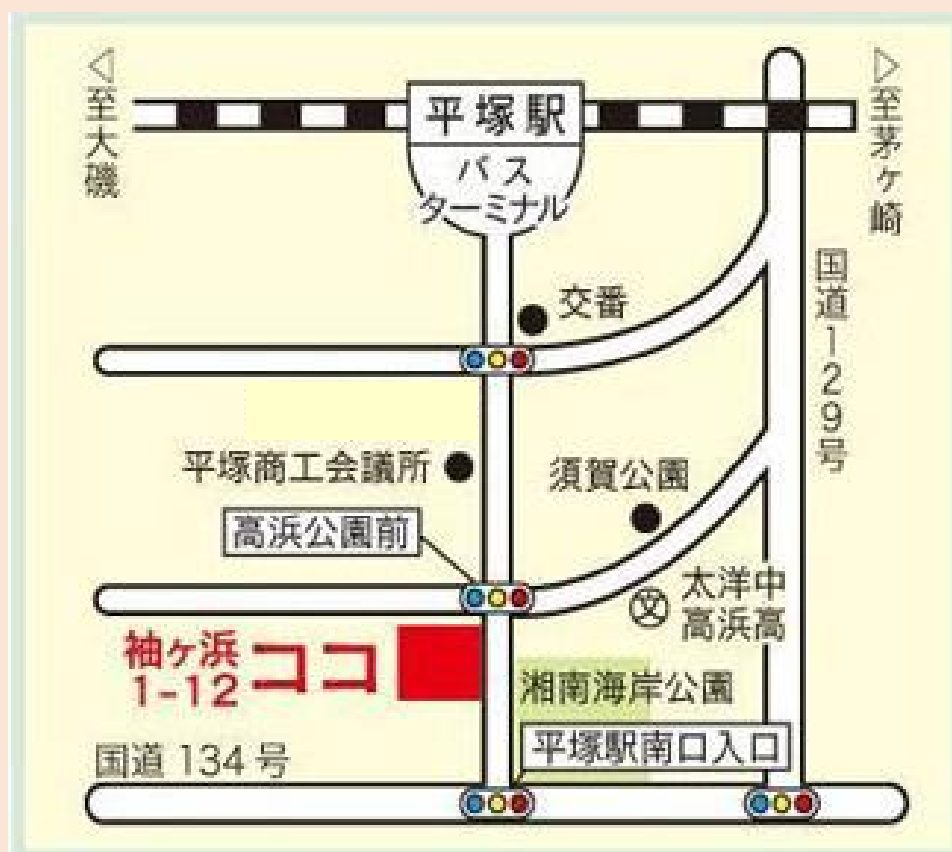 ◁至大磯
平塚駅
バス
ターミナル
▷至茅ヶ崎
国道129号
交番
平塚商工会議所
須賀公園
高浜公園前
文
太洋中
高浜高
袖ヶ浜
1-12
ココ
湘南海岸公園
平塚駅南口入口
国道134号